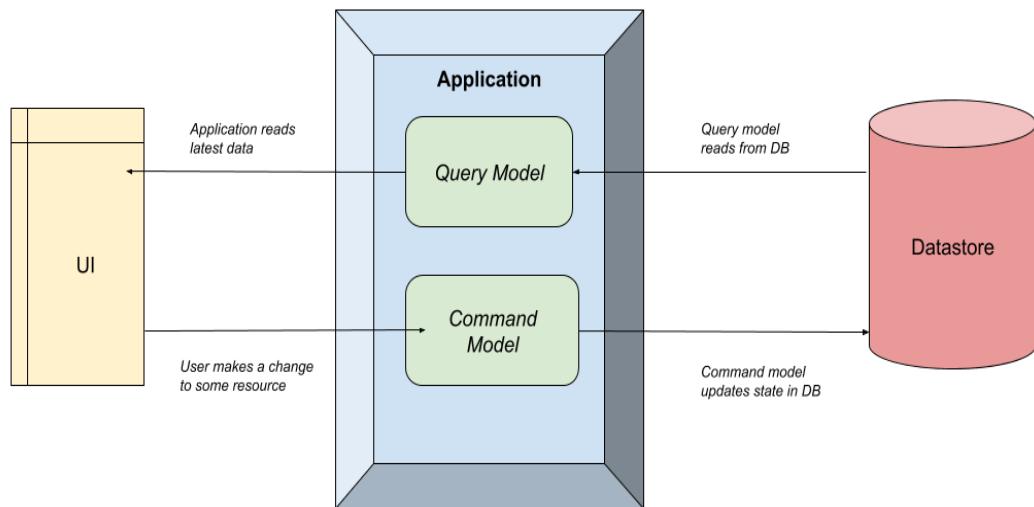 Application
Application reads
latest data
Query model
reads from DB
Query Model
UI
Datastore
Command
Model
User makes a change
to some resource
Command model
updates state in DB